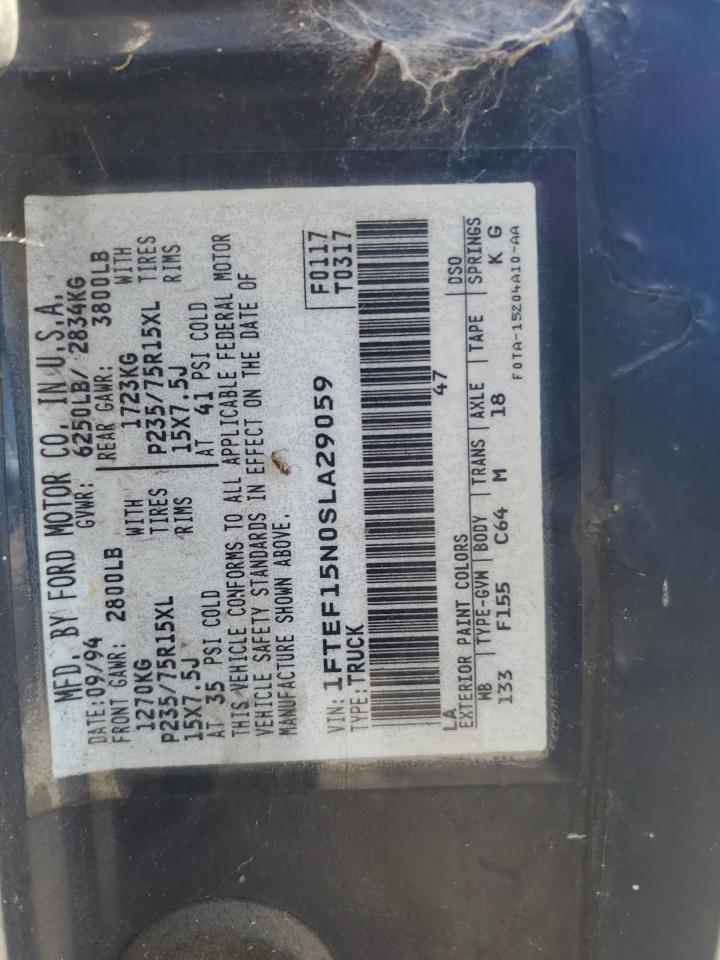 MFD. BY FORD MOTOR CO. IN U.S.A.
DATE: 09/94 GVWR: 6250LB/ 2834KG
FRONT GAWR: 2800LB REAR GAWR: 3800LB
1270KG WITH 1723KG WITH
P235/75R15XL TIRES P235/75R15XL TIRES
15X7.5J RIMS 15X7.5J RIMS
AT 35 PSI COLD AT 41 PSI COLD
THIS VEHICLE CONFORMS TO ALL APPLICABLE FEDERAL MOTOR
VEHICLE SAFETY STANDARDS IN EFFECT ON THE DATE OF
MANUFACTURE SHOWN ABOVE.
F0117
VIN: 1FTEF15N0SLA29059 T0317
TYPE: TRUCK
LA 47 DSO
EXTERIOR PAINT COLORS
WB TYPE-GVW BODY TRANS AXLE TAPE SPRINGS
133 F155 C64 M 18 K G
F0TA-15204A10-AA